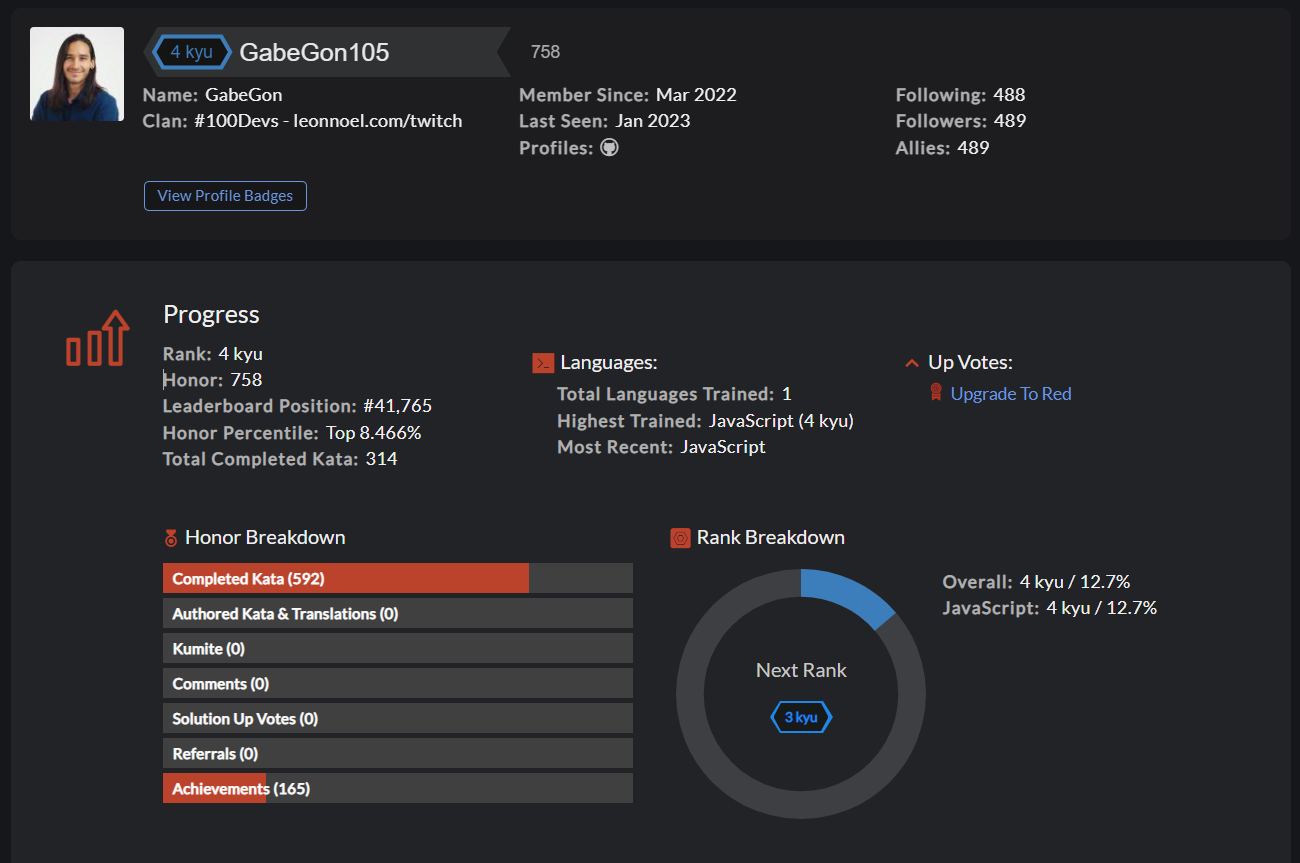 4 kyu GabeGon105 758
Name: GabeGon
Clan: #100Devs - leonnoel.com/twitch
Member Since: Mar 2022
Last Seen: Jan 2023
Profiles:
Following: 488
Followers: 489
Allies: 489
View Profile Badges
Progress
Rank: 4 kyu
Honor: 758
Leaderboard Position: #41,765
Honor Percentile: Top 8.466%
Total Completed Kata: 314
Languages:
Total Languages Trained: 1
Highest Trained: JavaScript (4 kyu)
Most Recent: JavaScript
Up Votes:
Upgrade To Red
Honor Breakdown
Completed Kata (592)
Authored Kata & Translations (0)
Kumite (0)
Comments (0)
Solution Up Votes (0)
Referrals (0)
Achievements (165)
Rank Breakdown
Next Rank
3 kyu
Overall: 4 kyu / 12.7%
JavaScript: 4 kyu / 12.7%